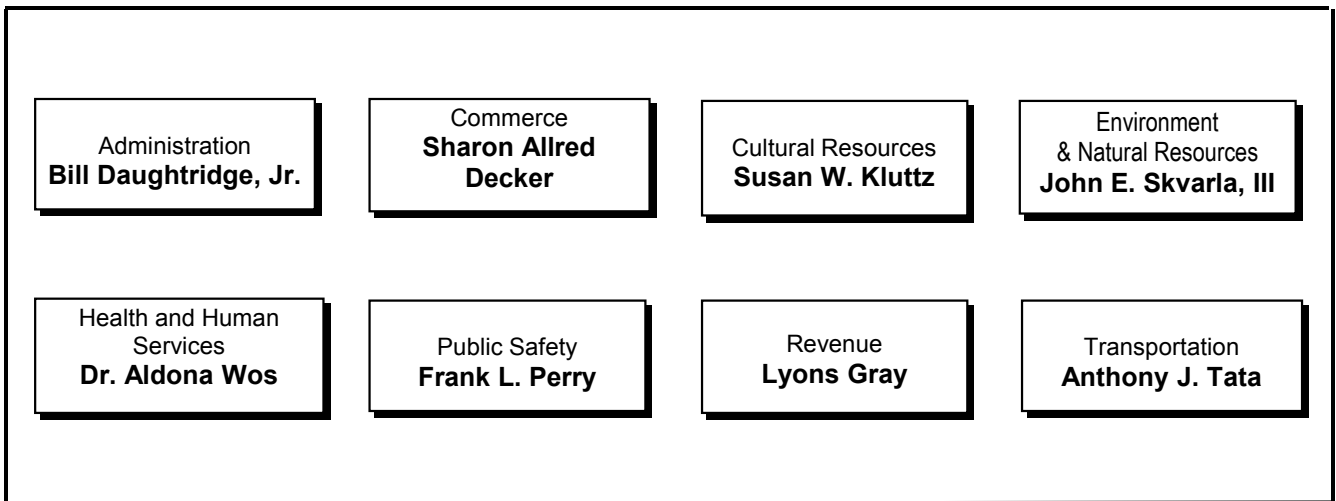 Administration
Bill Daughtridge, Jr.
Commerce
Sharon Allred
Decker
Cultural Resources
Susan W. Kluttz
Environment
& Natural Resources
John E. Skvarla, III
Health and Human
Services
Dr. Aldona Wos
Public Safety
Frank L. Perry
Revenue
Lyons Gray
Transportation
Anthony J. Tata